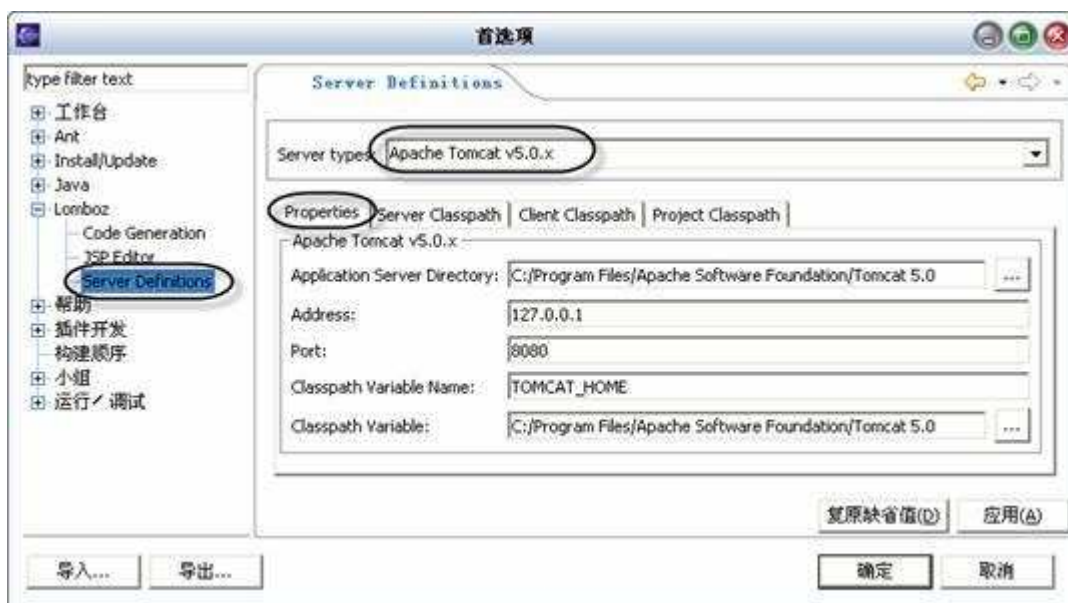 首选项
type filter text
工作台
Ant
Install/Update
Java
Lomboz
Code Generation
JSP Editor
Server Definitions
帮助
插件开发
构建顺序
小组
运行/调试
Server Definitions
Server types: Apache Tomcat v5.0.x
Properties Server Classpath Client Classpath Project Classpath
Apache Tomcat v5.0.x
Application Server Directory: C:/Program Files/Apache Software Foundation/Tomcat 5.0 ...
Address: 127.0.0.1
Port: 8080
Classpath Variable Name: TOMCAT_HOME
Classpath Variable: C:/Program Files/Apache Software Foundation/Tomcat 5.0 ...
复原缺省值(D) 应用(A)
导入... 导出... 确定 取消